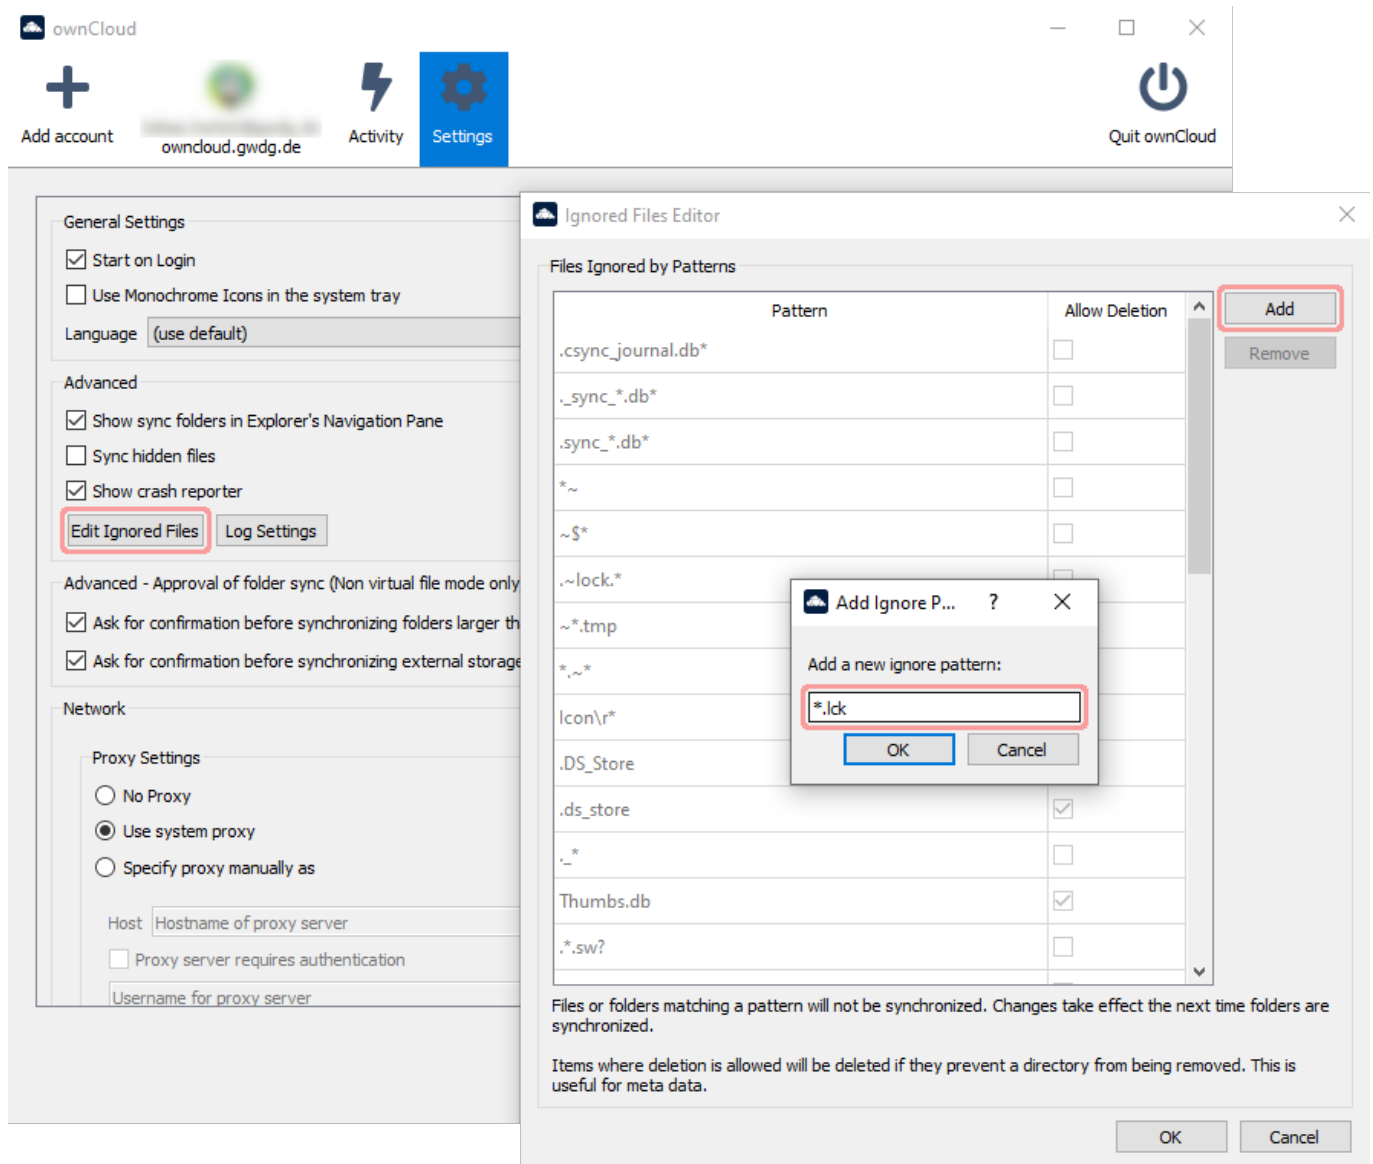 ownCloud
Add account
owncloud.gwdg.de
Activity
Settings
Quit ownCloud
General Settings
Start on Login
Use Monochrome Icons in the system tray
Language (use default)
Advanced
Show sync folders in Explorer's Navigation Pane
Sync hidden files
Show crash reporter
Edit Ignored Files Log Settings
Advanced - Approval of folder sync (Non virtual file mode only
Ask for confirmation before synchronizing folders larger th
Ask for confirmation before synchronizing external storage
Network
Proxy Settings
No Proxy
Use system proxy
Specify proxy manually as
Host Hostname of proxy server
Proxy server requires authentication
Username for proxy server
Ignored Files Editor
Files Ignored by Patterns
Pattern Allow Deletion
Add
Remove
.csync_journal.db*
._sync_*.db*
.sync_*.db*
*~
~$*
.~lock.*
~*.tmp
*.~*
Icon\r*
.DS_Store
.ds_store
._*
Thumbs.db
.*.sw?
Add Ignore P... ?
Add a new ignore pattern:
*.lck
OK Cancel
Files or folders matching a pattern will not be synchronized. Changes take effect the next time folders are
synchronized.
Items where deletion is allowed will be deleted if they prevent a directory from being removed. This is
useful for meta data.
OK Cancel